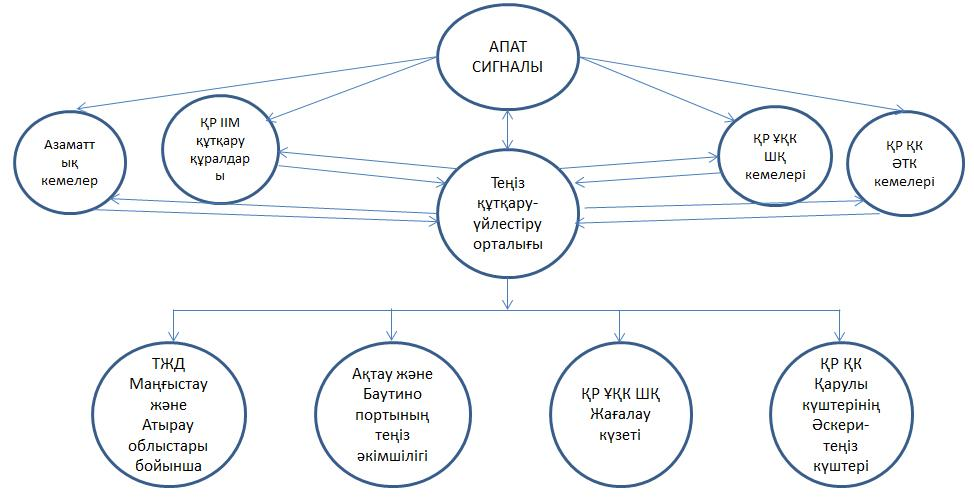 АПАТ
СИГНАЛЫ
Азаматт
ық
кемелер
ҚР ІІМ
құтқару
құралдар
ы
Теңіз
құтқару-
үйлестіру
орталығы
ҚР ҰҚК
ШҚ
кемелері
ҚР ҚК
ӘТК
кемелері
ТЖД
Маңғыстау
және
Атырау
облыстары
бойынша
Ақтау және
Баутино
портының
теңіз
әкімшілігі
ҚР ҰҚК ШҚ
Жағалау
күзеті
ҚР ҚК
Қарулы
күштерінің
Әскери-
теңіз
күштері